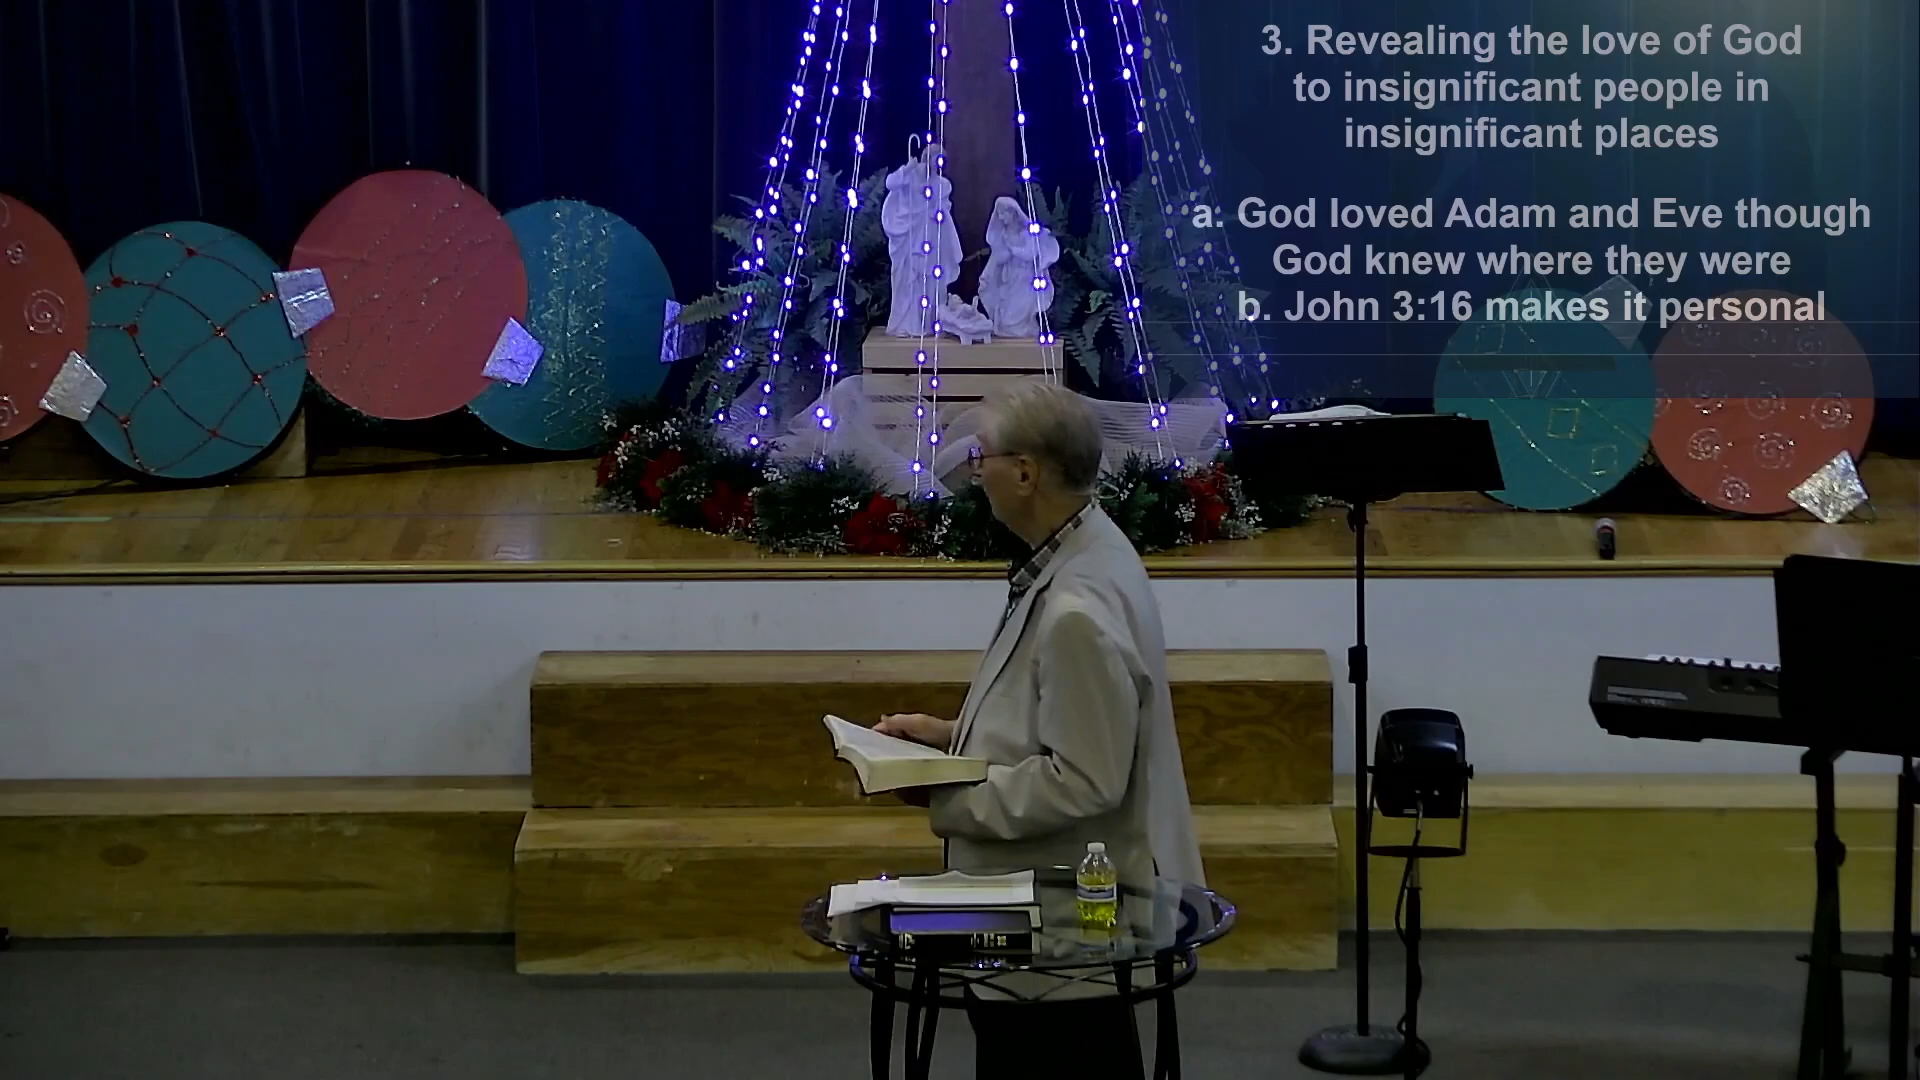 3. Revealing the love of God
to insignificant people in
insignificant places
a. God loved Adam and Eve though
God knew where they were
b. John 3:16 makes it personal